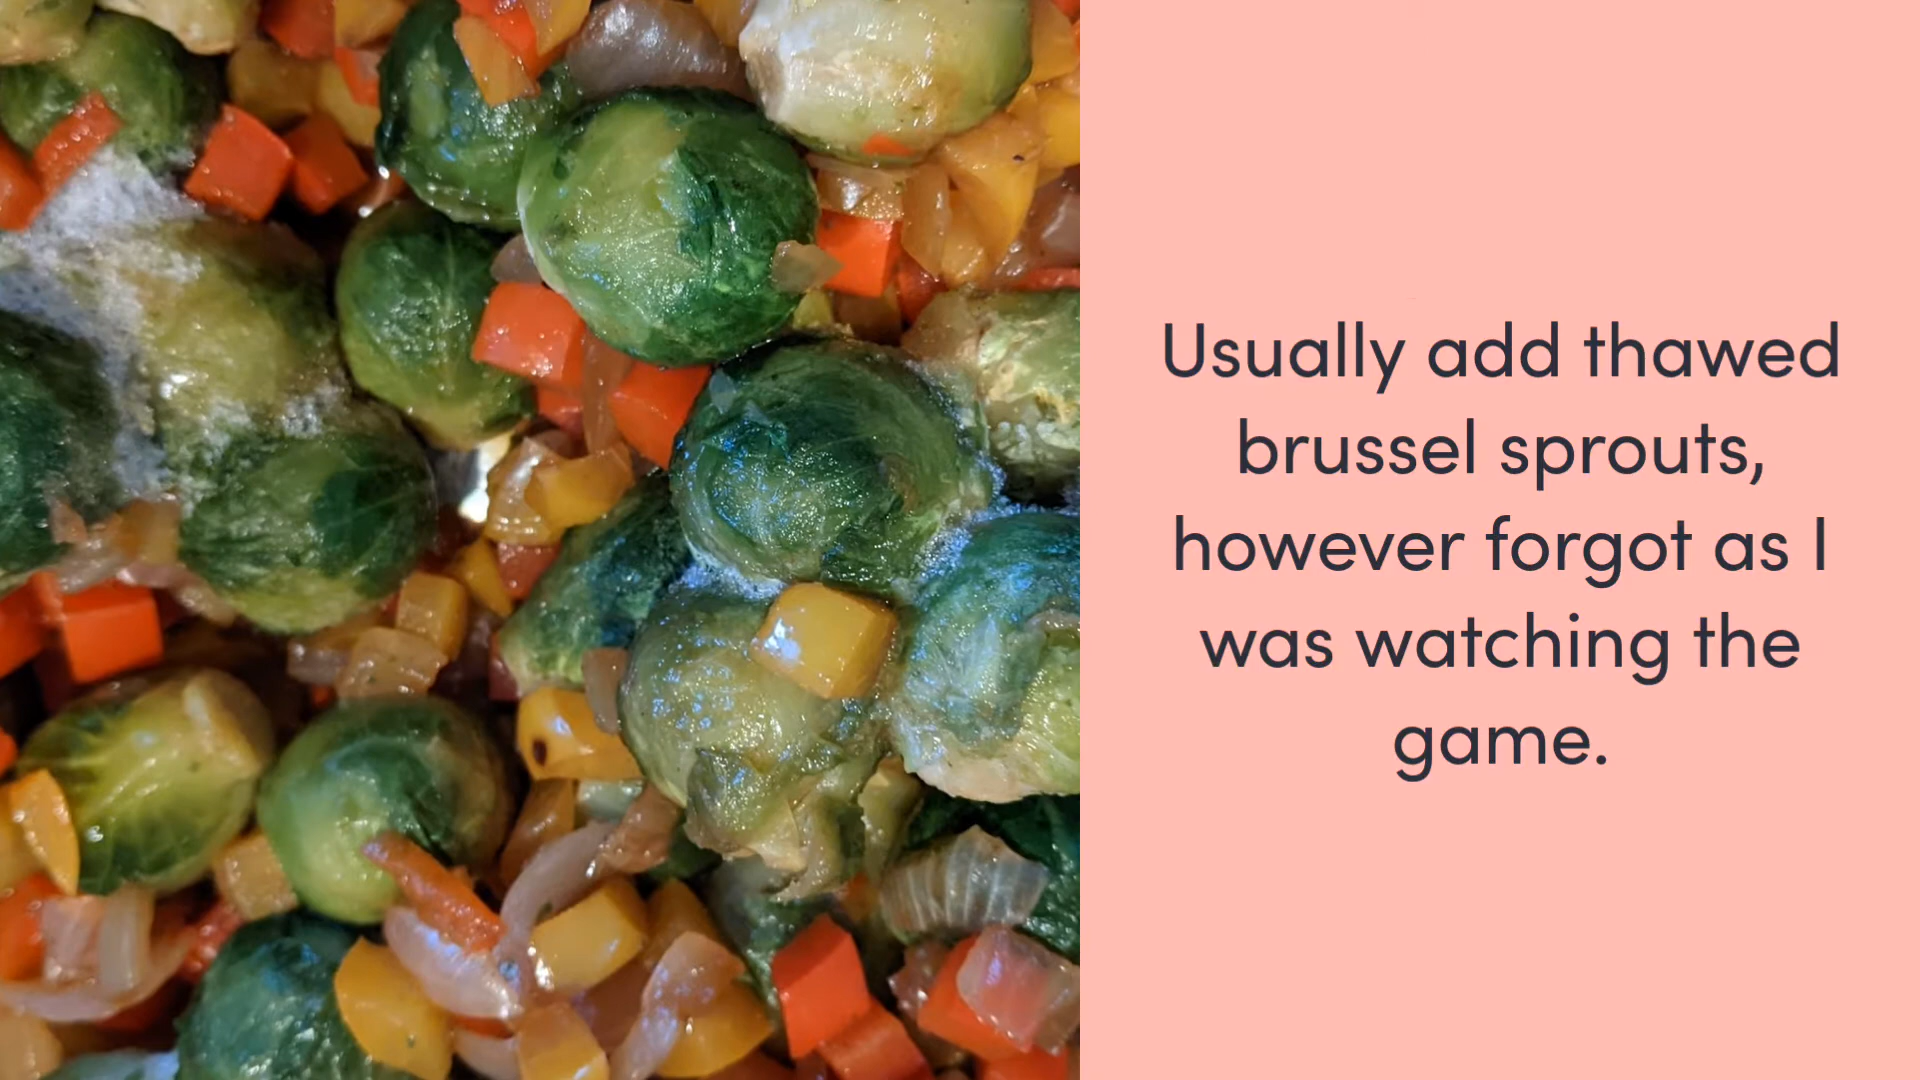 Usually add thawed
brussel sprouts,
however forgot as I
was watching the
game.